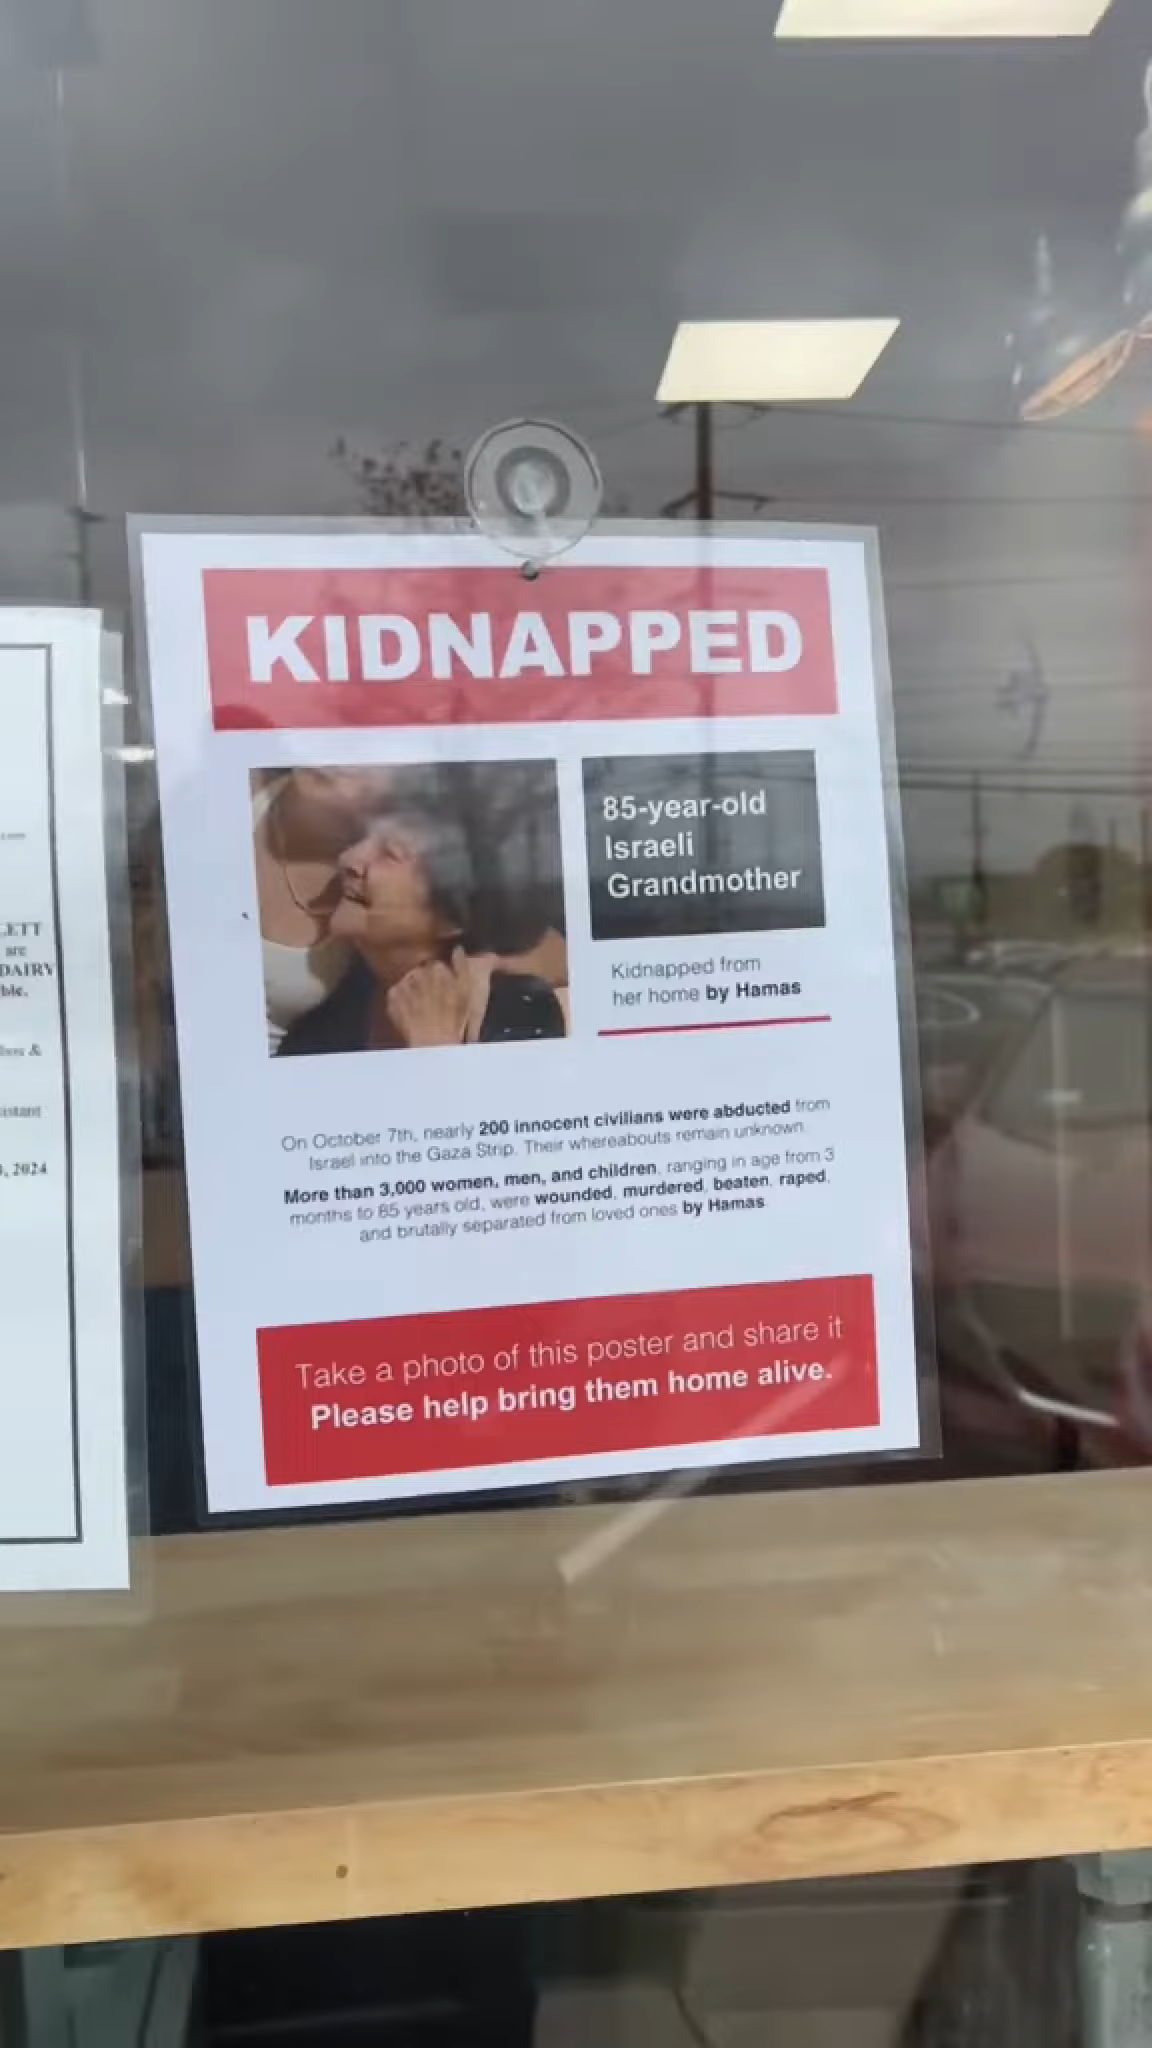 KIDNAPPED
85-year-old
Israeli
Grandmother
Kidnapped from
her home by Hamas
On October 7th, nearly 200 innocent civilians were abducted from
Israel into the Gaza Strip. Their whereabouts remain unknown.
More than 3,000 women, men, and children, ranging in age from 3
months to 85 years old, were wounded, murdered, beaten, raped,
and brutally separated from loved ones by Hamas
Take a photo of this poster and share it
Please help bring them home alive.
are
DAIRY
2024